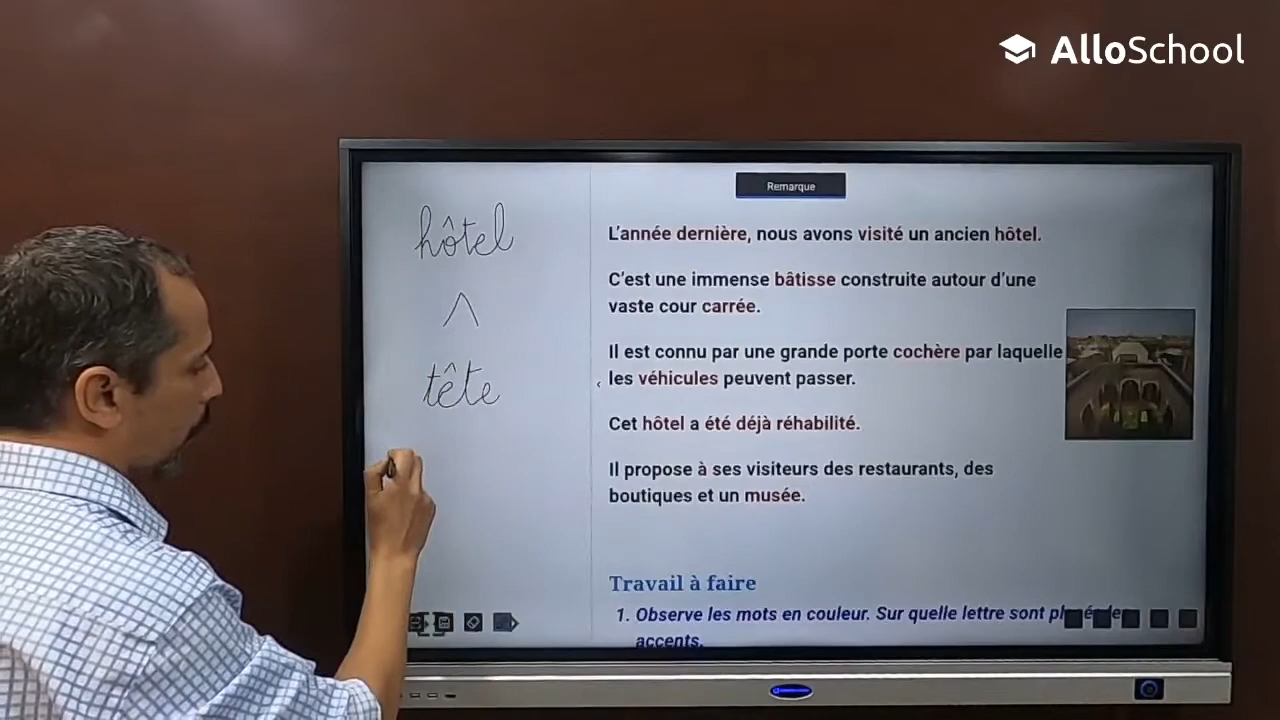 AlloSchool
Remarque
hôtel
^
tête
L'année dernière, nous avons visité un ancien hôtel.
C'est une immense bâtisse construite autour d'une
vaste cour carrée.
Il est connu par une grande porte cochère par laquelle
les véhicules peuvent passer.
Cet hôtel a été déjà réhabilité.
Il propose à ses visiteurs des restaurants, des
boutiques et un musée.
Travail à faire
1. Observe les mots en couleur. Sur quelle lettre sont
accents.